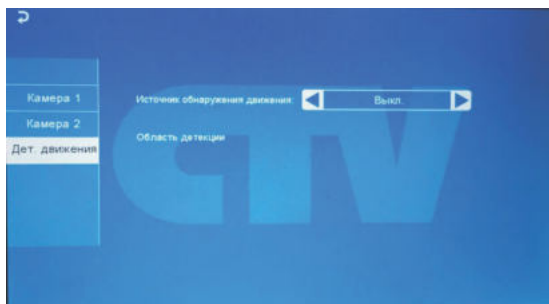 Камера 1
Источник обнаружения движения
Выкл.
Камера 2
Область детекции
Дет. движения
CTV